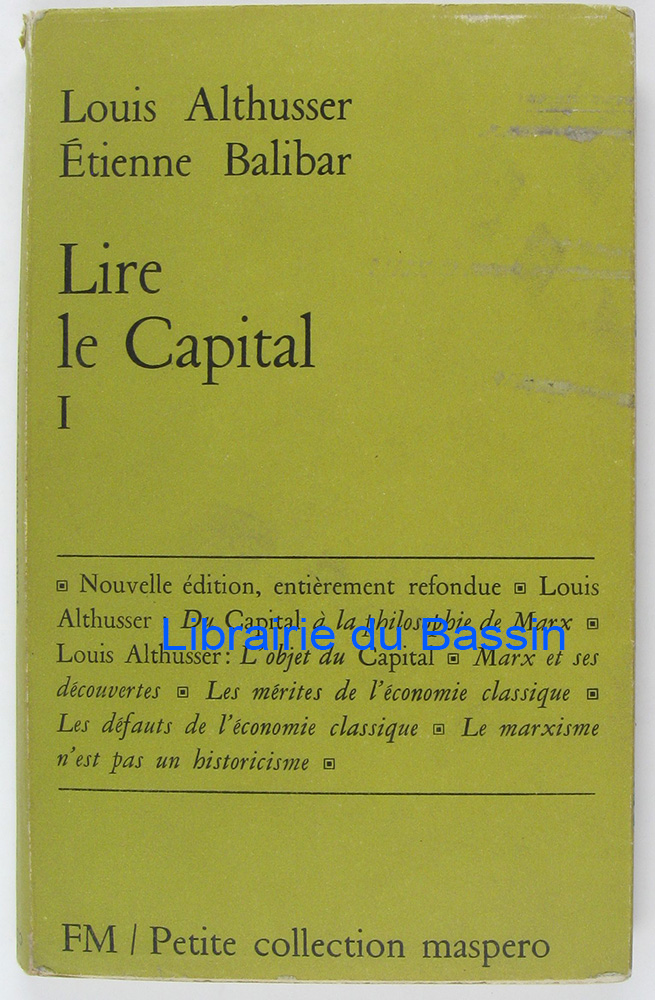 Louis Althusser
Étienne Balibar
Lire
le Capital
I
▣ Nouvelle édition, entièrement refondue ▣ Louis
Althusser : Du Capital à la philosophie de Marx ▣
Librairie du Bassin
Louis Althusser : L'objet du Capital ▣ Marx et ses
découvertes ▣ Les mérites de l'économie classique ▣
Les défauts de l'économie classique ▣ Le marxisme
n'est pas un historicisme ▣
FM / Petite collection maspero